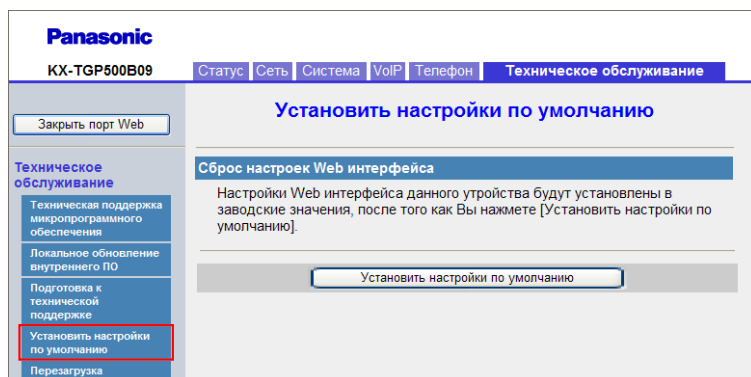 Panasonic
KX-TGP500B09
Статус Сеть Система VoIP Телефон Техническое обслуживание
Закрыть порт Web
Техническое
обслуживание
Техническая поддержка
микропрограммного
обеспечения
Локальное обновление
внутреннего ПО
Подготовка к
технической
поддержке
Установить настройки
по умолчанию
Перезагрузка
Установить настройки по умолчанию
Сброс настроек Web интерфейса
Настройки Web интерфейса данного утройства будут установлены в
заводские значения, после того как Вы нажмете [Установить настройки по
умолчанию].
Установить настройки по умолчанию